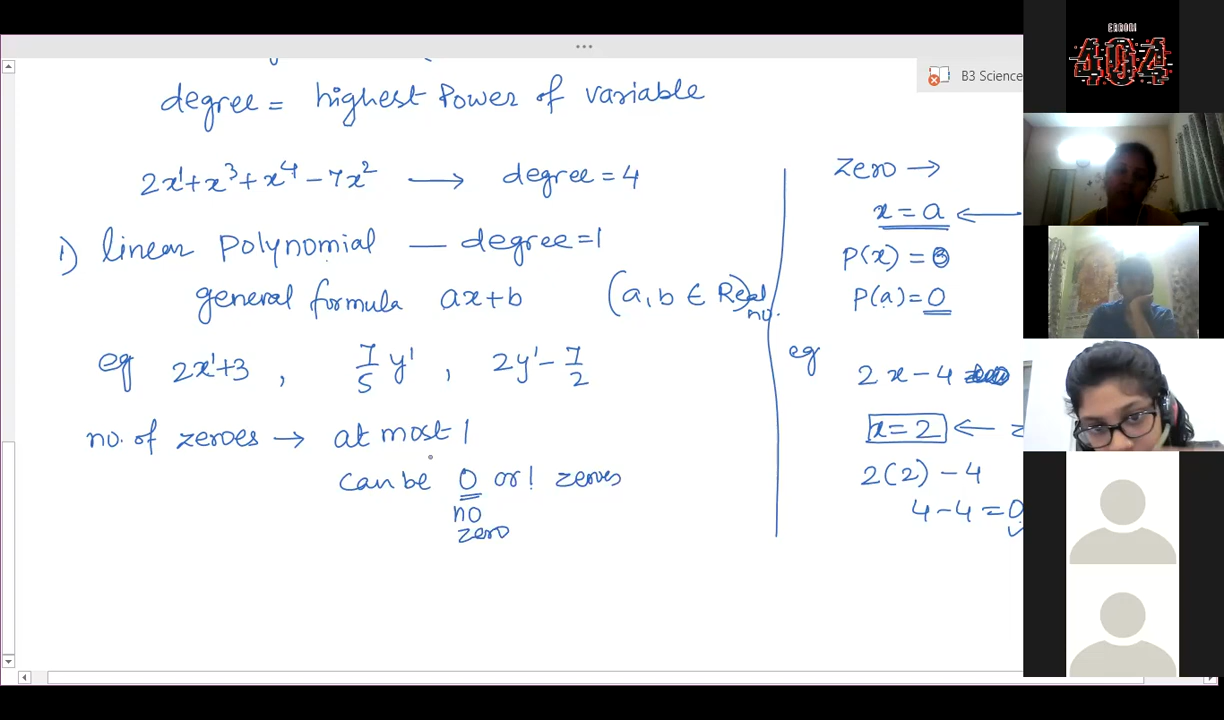 degree = highest Power of variable
2x¹+x³+x⁴-7x² → degree = 4
1) linear Polynomial — degree=1
general formula ax+b (a,b ∈ Real no.)
eg 2x¹+3, 7/5 y¹, 2y¹- 7/2
no. of zeroes → at most 1
can be 0 or 1 zeroes
no
zero
zero →
x = a ←
P(x) =
P(a) = 0
eg
2x-4
x = 2 ←
2(2) - 4
4-4 = 0
B3 Science
ERROR!
404